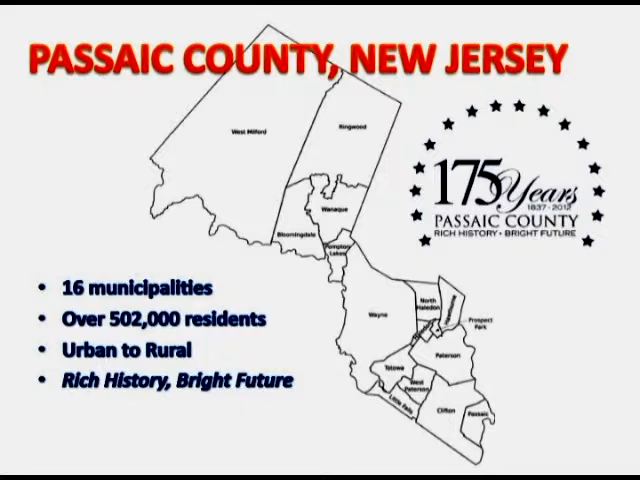 PASSAIC COUNTY, NEW JERSEY
West Milford
Ringwood
Wanaque
Bloomingdale
Pompton
Lakes
175 Years
1837-2012
PASSAIC COUNTY
RICH HISTORY • BRIGHT FUTURE
• 16 municipalities
• Over 502,000 residents
• Urban to Rural
• Rich History, Bright Future
Wayne
North
Haledon
Prospect
Park
Paterson
Totowa
West
Paterson
Little Falls
Clifton
Passaic